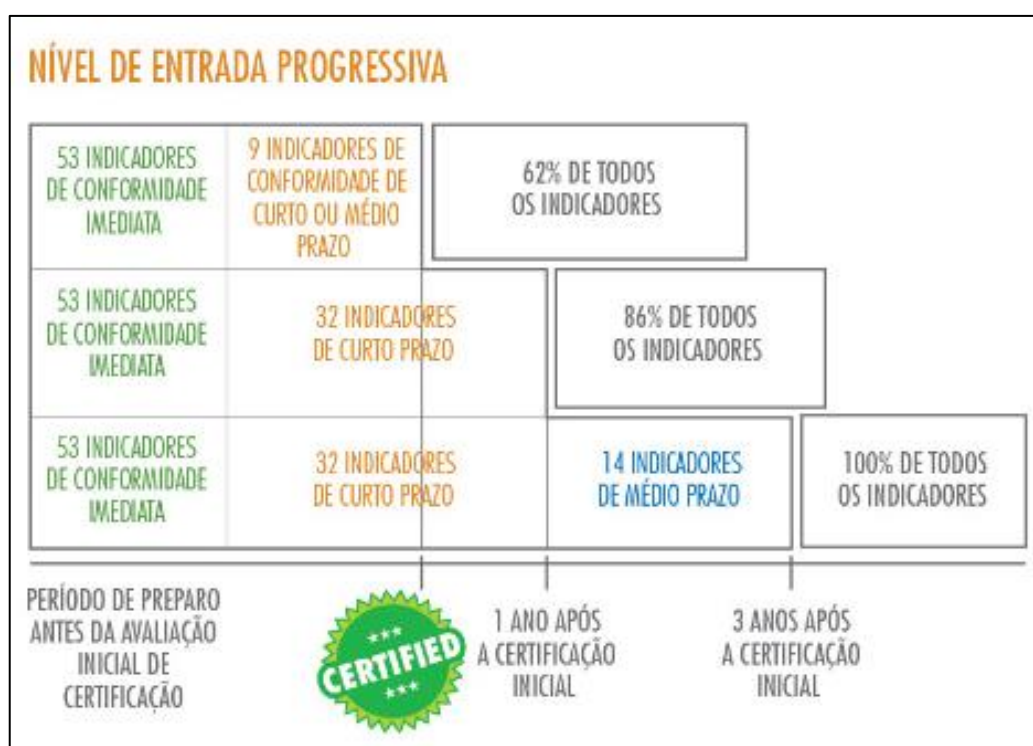 NÍVEL DE ENTRADA PROGRESSIVA
53 INDICADORES
DE CONFORMIDADE
IMEDIATA
9 INDICADORES DE
CONFORMIDADE DE
CURTO OU MÉDIO
PRAZO
62% DE TODOS
OS INDICADORES
53 INDICADORES
DE CONFORMIDADE
IMEDIATA
32 INDICADORES
DE CURTO PRAZO
86% DE TODOS
OS INDICADORES
53 INDICADORES
DE CONFORMIDADE
IMEDIATA
32 INDICADORES
DE CURTO PRAZO
14 INDICADORES
DE MÉDIO PRAZO
100% DE TODOS
OS INDICADORES
PERÍODO DE PREPARO
ANTES DA AVALIAÇÃO
INICIAL DE
CERTIFICAÇÃO
CERTIFIED
1 ANO APÓS
A CERTIFICAÇÃO
INICIAL
3 ANOS APÓS
A CERTIFICAÇÃO
INICIAL